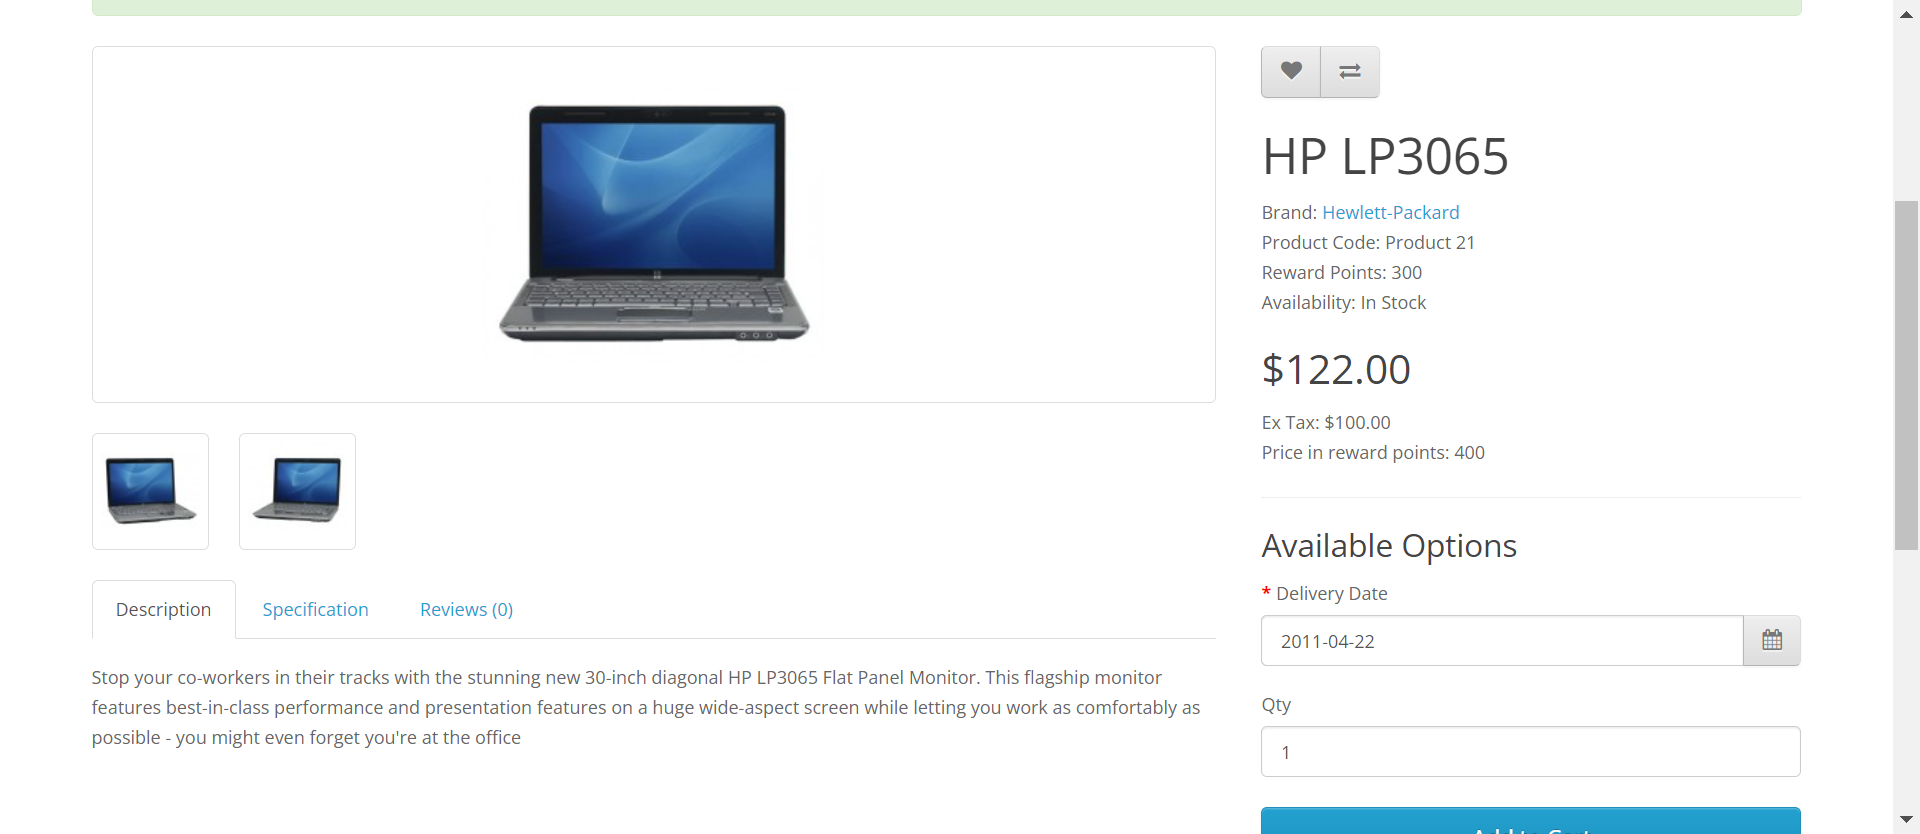 HP LP3065
Brand: Hewlett-Packard
Product Code: Product 21
Reward Points: 300
Availability: In Stock
$122.00
Ex Tax: $100.00
Price in reward points: 400
Available Options
* Delivery Date
2011-04-22
Qty
1
Add to Cart
Description
Specification
Reviews (0)
Stop your co-workers in their tracks with the stunning new 30-inch diagonal HP LP3065 Flat Panel Monitor. This flagship monitor
features best-in-class performance and presentation features on a huge wide-aspect screen while letting you work as comfortably as
possible - you might even forget you're at the office